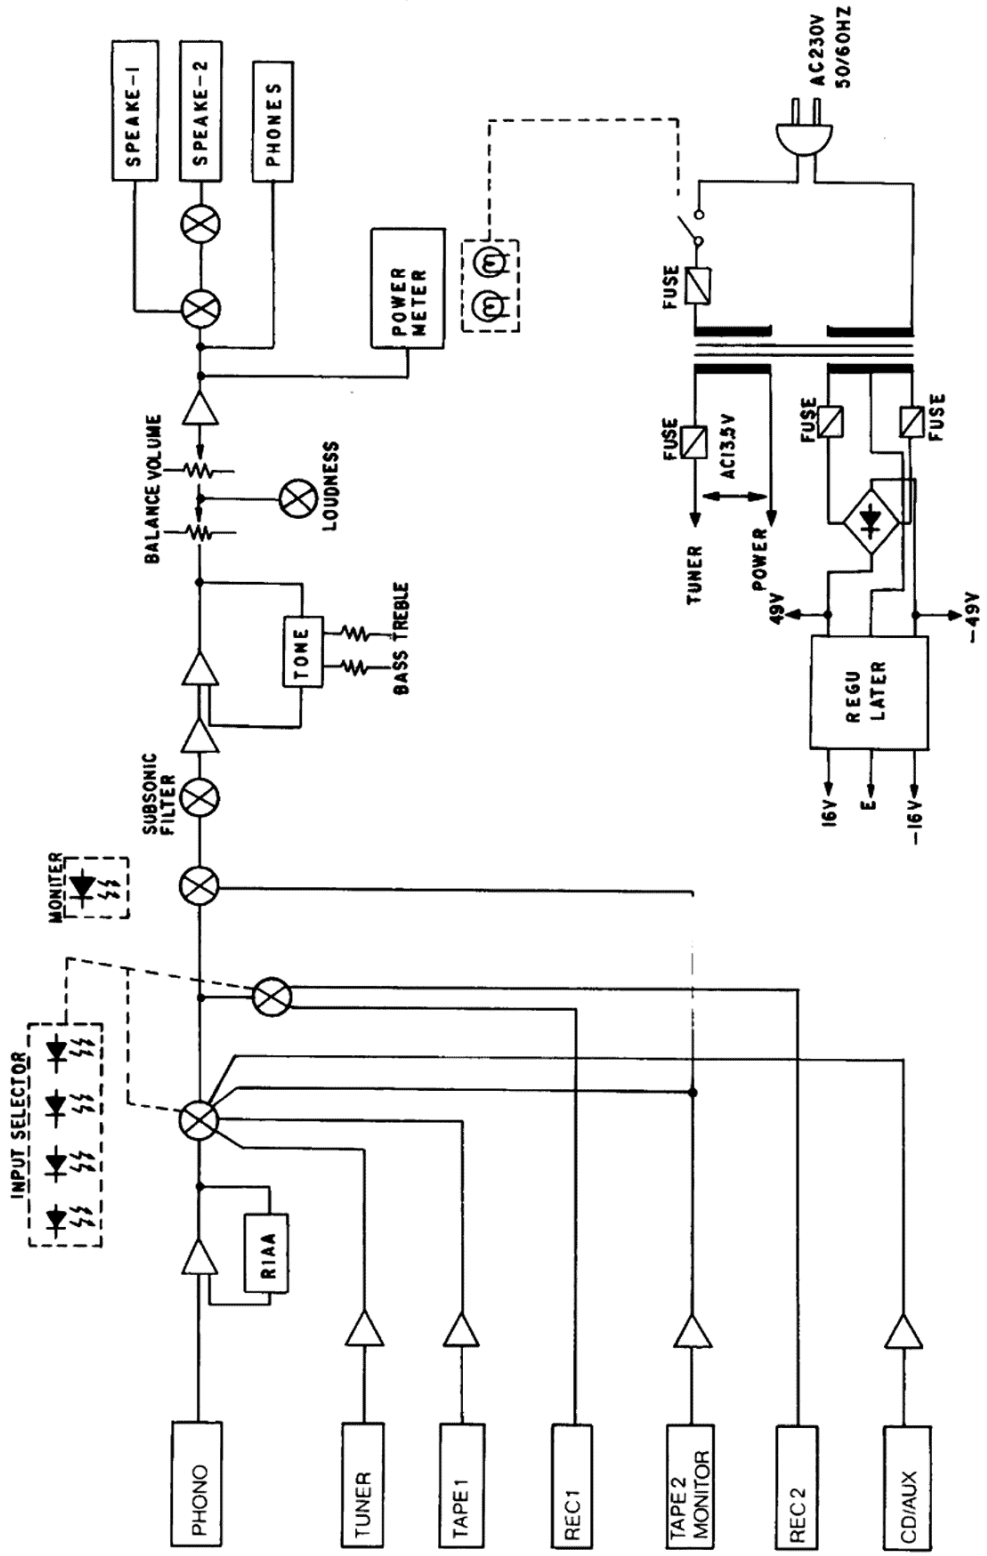 SPEAKE-1
SPEAKE-2
PHONES
POWER
METER
BALANCE VOLUME
LOUDNESS
TONE
BASS TREBLE
SUBSONIC
FILTER
MONITER
INPUT SELECTOR
RIAA
PHONO
TUNER
TAPE1
REC1
TAPE2
MONITOR
REC2
CD/AUX
AC230V
50/60HZ
FUSE
FUSE
AC13.5V
TUNER
POWER
FUSE
FUSE
49V
-49V
REGU
LATER
16V
E
-16V